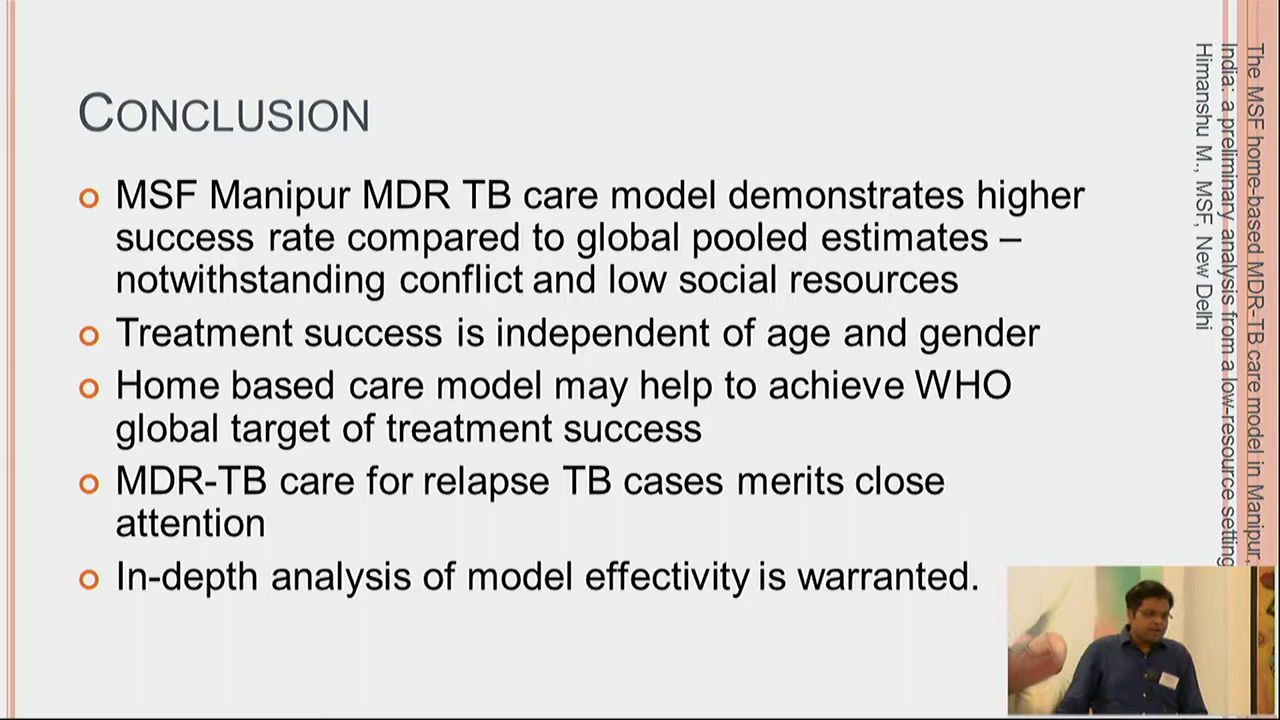 CONCLUSION
MSF Manipur MDR TB care model demonstrates higher
success rate compared to global pooled estimates –
notwithstanding conflict and low social resources
Treatment success is independent of age and gender
Home based care model may help to achieve WHO
global target of treatment success
MDR-TB care for relapse TB cases merits close
attention
In-depth analysis of model effectivity is warranted.
The MSF home-based MDR-TB care model in Manipur,
India: a preliminary analysis from a low-resource setting
Himanshu M., MSF, New Delhi